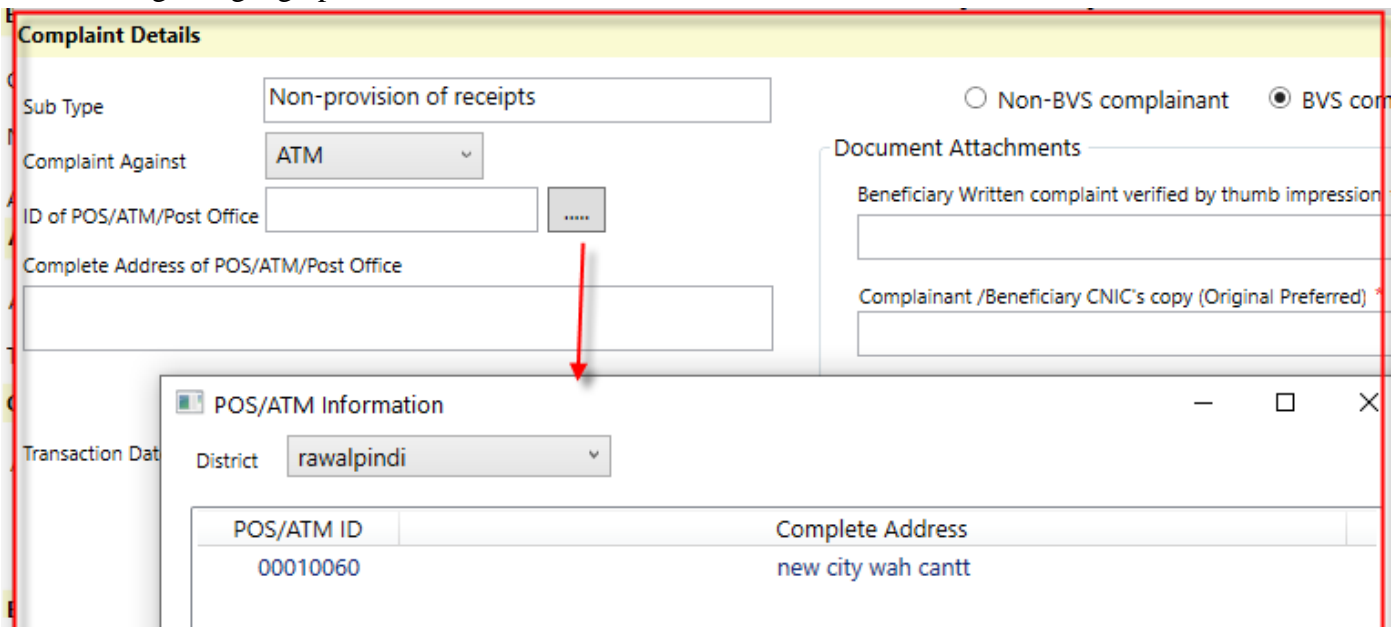 Complaint Details
Sub Type
Non-provision of receipts
Non-BVS complainant
BVS com
Complaint Against
ATM
Document Attachments
ID of POS/ATM/Post Office
.....
Beneficiary Written complaint verified by thumb impression
Complete Address of POS/ATM/Post Office
Complainant /Beneficiary CNIC's copy (Original Preferred) *
POS/ATM Information
Transaction Dat
District
rawalpindi
POS/ATM ID
Complete Address
00010060
new city wah cantt